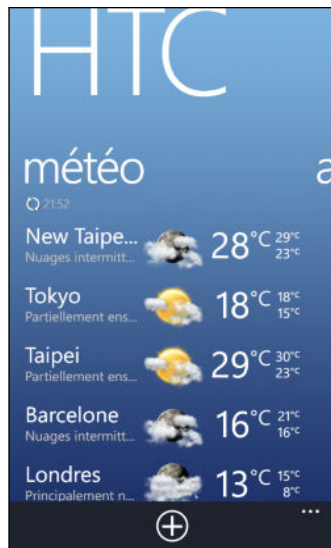 HTC
météo
a
21:52
New Taipe...
28°C 29°C
Nuages intermitt...
23°C
Tokyo
18°C 18°C
Partiellement ens...
15°C
Taipei
29°C 30°C
Partiellement ens...
23°C
Barcelone
16°C 21°C
Nuages intermitt...
16°C
Londres
13°C 15°C
Principalement n...
8°C
...